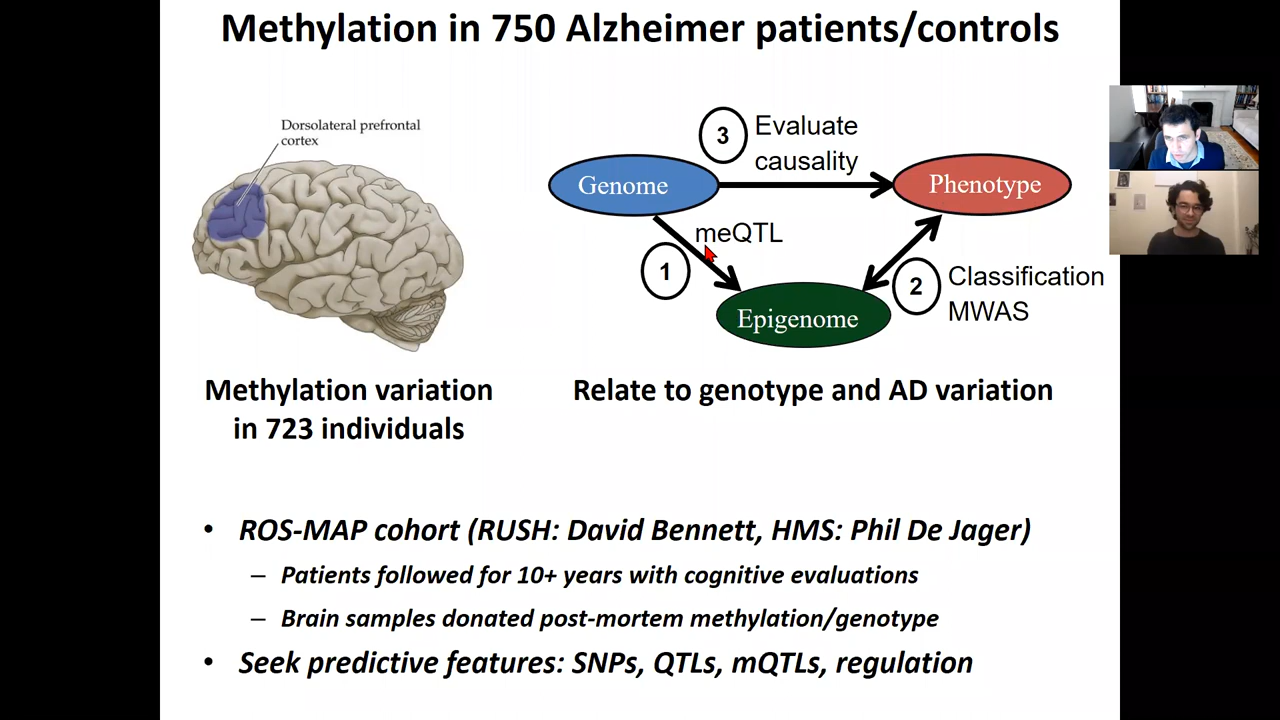 Methylation in 750 Alzheimer patients/controls
Dorsolateral prefrontal
cortex
3
Evaluate
causality
Genome
Phenotype
meQTL
1
2
Classification
MWAS
Epigenome
Methylation variation
in 723 individuals
Relate to genotype and AD variation
• ROS-MAP cohort (RUSH: David Bennett, HMS: Phil De Jager)
– Patients followed for 10+ years with cognitive evaluations
– Brain samples donated post-mortem methylation/genotype
• Seek predictive features: SNPs, QTLs, mQTLs, regulation